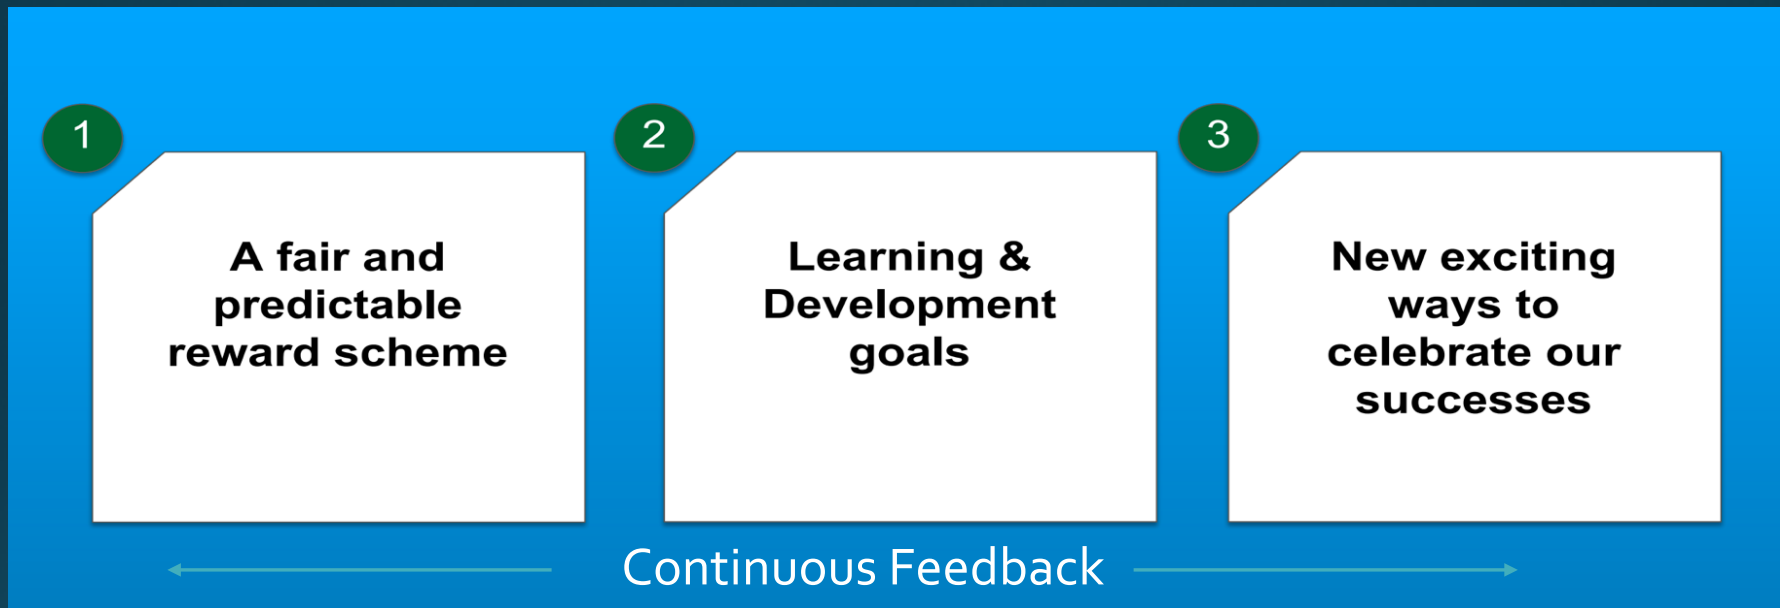 1
A fair and
predictable
reward scheme
2
Learning &
Development
goals
3
New exciting
ways to
celebrate our
successes
Continuous Feedback